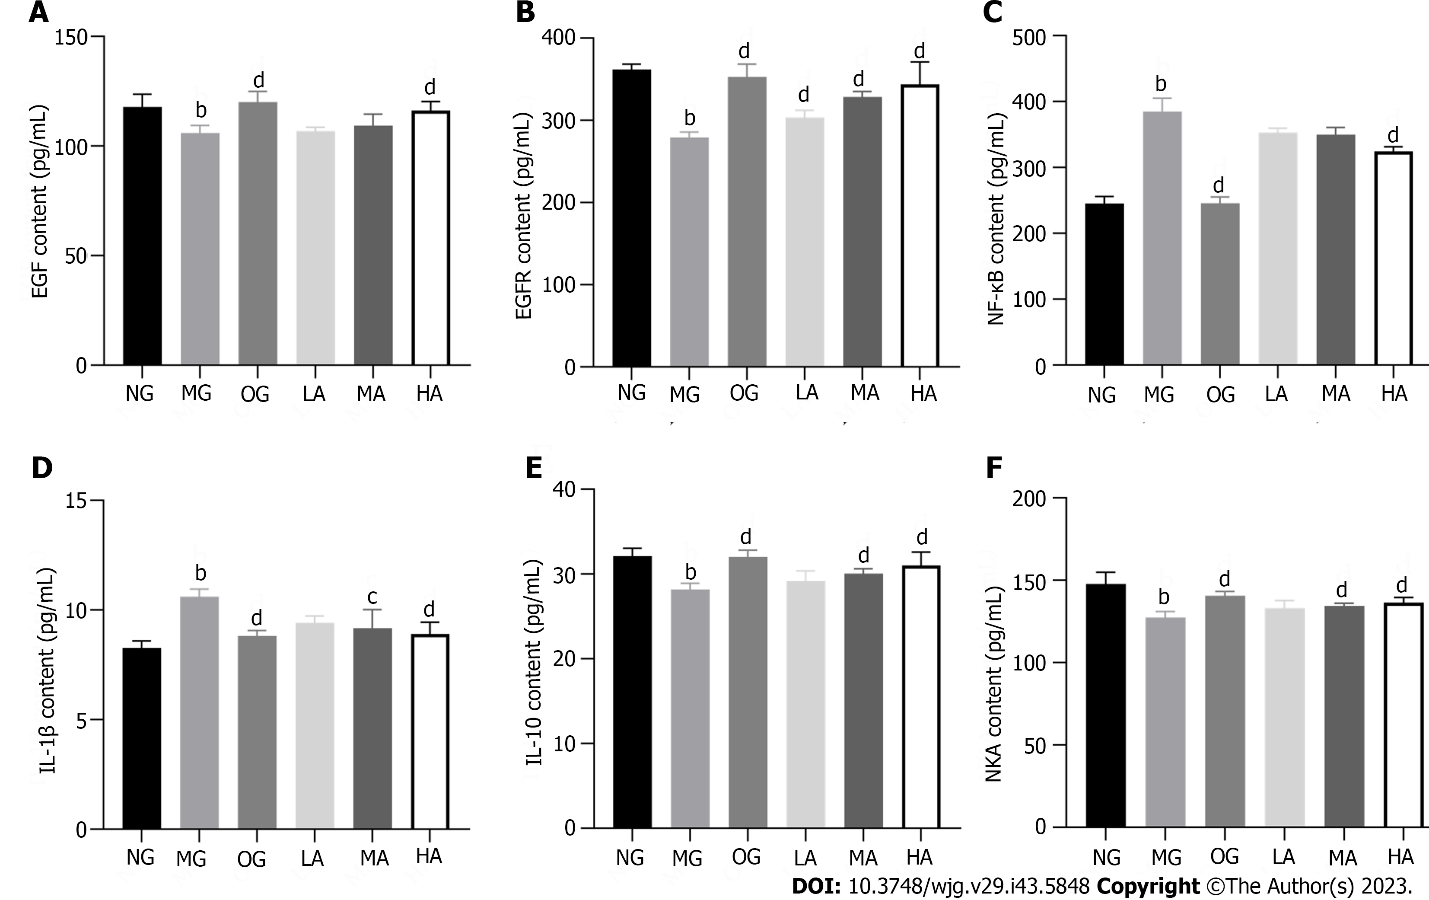 A
EGF content (pg/mL)
150
100
50
0
b
d
d
NG MG OG LA MA HA
B
EGFR content (pg/mL)
400
300
200
100
0
b
d
d
d
d
NG MG OG LA MA HA
C
NF-κB content (pg/mL)
500
400
300
200
100
0
b
d
d
NG MG OG LA MA HA
D
IL-1β content (pg/mL)
15
10
5
0
b
d
c
d
NG MG OG LA MA HA
E
IL-10 content (pg/mL)
40
30
20
10
0
b
d
d
d
NG MG OG LA MA HA
F
NKA content (pg/mL)
200
150
100
50
0
b
d
d
d
NG MG OG LA MA HA
DOI: 10.3748/wjg.v29.i43.5848 Copyright ©The Author(s) 2023.